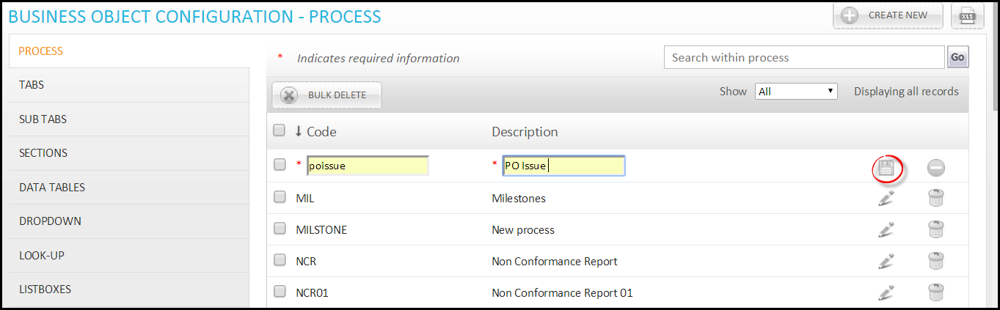 BUSINESS OBJECT CONFIGURATION - PROCESS
CREATE NEW
XLS
PROCESS
* Indicates required information
Search within process
Go
TABS
BULK DELETE
Show
All
Displaying all records
SUB TABS
Code
Description
SECTIONS
* poissue
* PO Issue
DATA TABLES
MIL
Milestones
DROPDOWN
MILSTONE
New process
LOOK-UP
NCR
Non Conformance Report
LISTBOXES
NCR01
Non Conformance Report 01